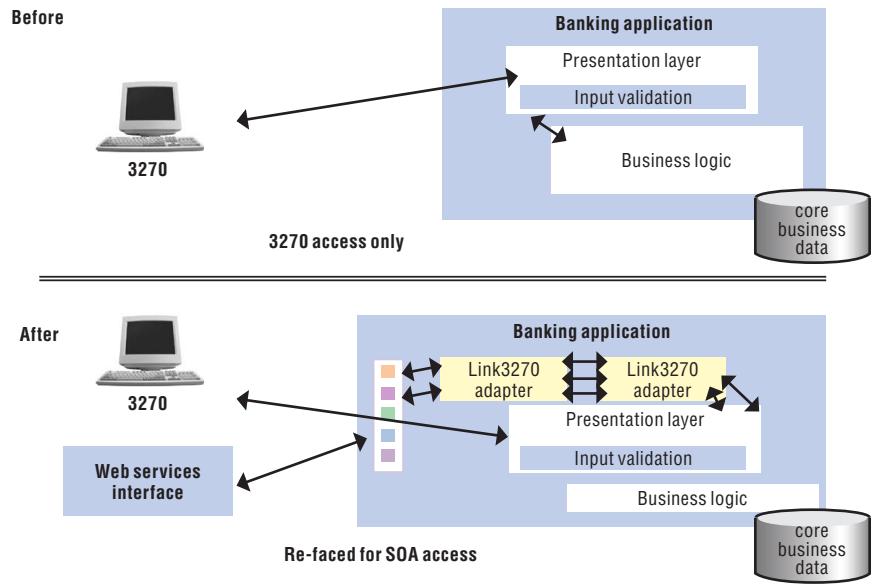 Before
Banking application
Presentation layer
Input validation
Business logic
3270
core
business
data
3270 access only
After
Banking application
Link3270
adapter
Link3270
adapter
3270
Presentation layer
Input validation
Web services
interface
Business logic
core
business
data
Re-faced for SOA access